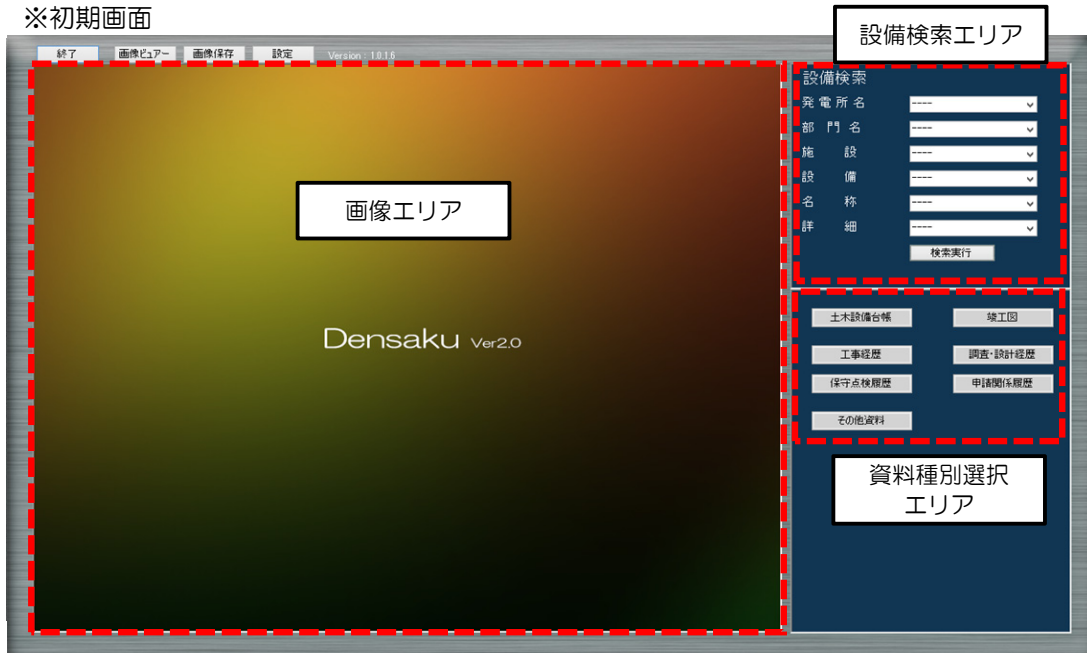 ※初期画面
設備検索エリア
終了 画像ビュアー 画像保存 設定 Version : 1.0.1.6
設備検索
発電所名 ----
部門名 ----
施設 ----
設備 ----
名称 ----
詳細 ----
検索実行
画像エリア
Densaku Ver2.0
土木設備台帳 竣工図
工事経歴 調査・設計経歴
保守点検履歴 申請関係履歴
その他資料
資料種別選択
エリア